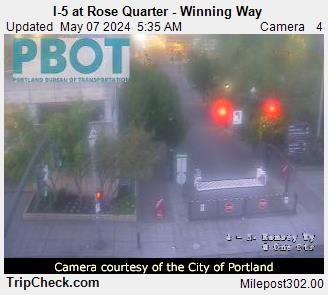 I-5 at Rose Quarter - Winning Way
Updated May 07 2024 5:35 AM Camera 4
PBOT
PORTLAND BUREAU OF TRANSPORTATION
Camera courtesy of the City of Portland
TripCheck.com Milepost302.00